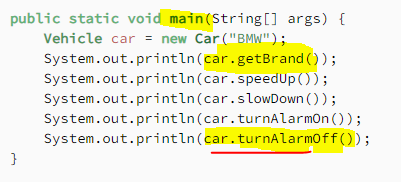 public static void main(String[] args) {
Vehicle car = new Car("BMW");
System.out.println(car.getBrand());
System.out.println(car.speedUp());
System.out.println(car.slowDown());
System.out.println(car.turnAlarmOn());
System.out.println(car.turnAlarmOff());
}